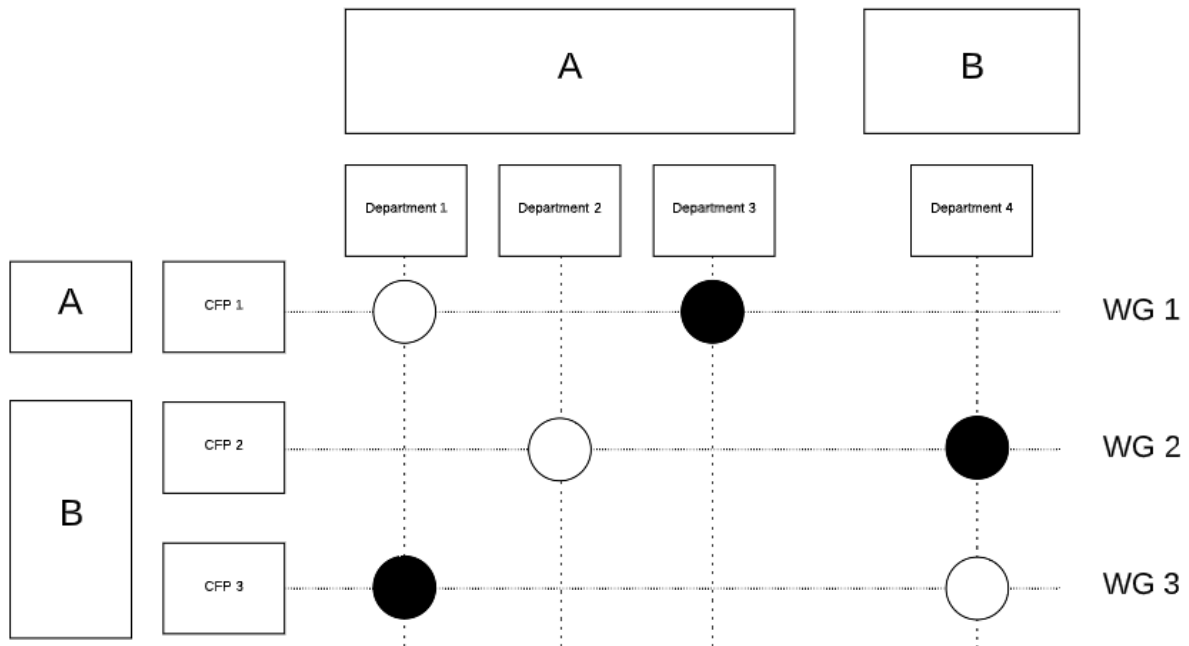 A
B
Department 1
Department 2
Department 3
Department 4
A
CFP 1
WG 1
CFP 2
WG 2
B
CFP 3
WG 3